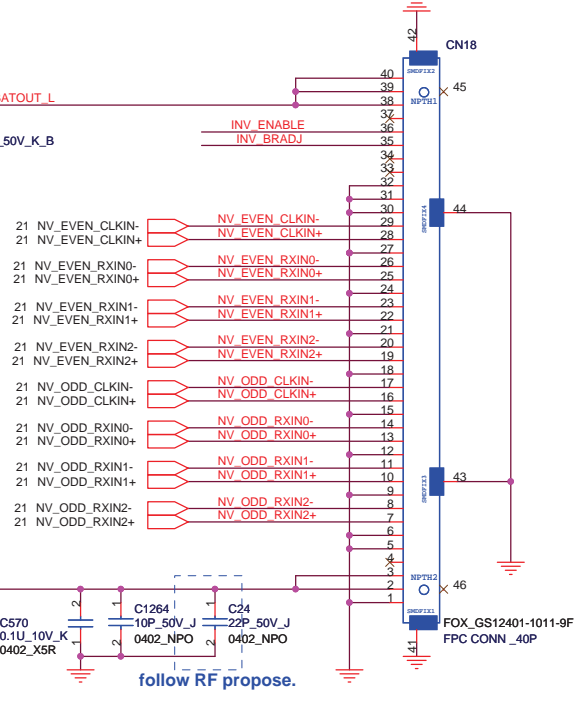 42
CN18
SMDFIX2
40
39
45
BATOUT_L
38
NPTH1
37
INV_ENABLE
36
_50V_K_B
INV_BRADJ
35
34
33
32
31
30
44
SMDFIX4
21 NV_EVEN_CLKIN- NV_EVEN_CLKIN- 29
21 NV_EVEN_CLKIN+ NV_EVEN_CLKIN+ 28
27
21 NV_EVEN_RXIN0- NV_EVEN_RXIN0- 26
21 NV_EVEN_RXIN0+ NV_EVEN_RXIN0+ 25
24
21 NV_EVEN_RXIN1- NV_EVEN_RXIN1- 23
21 NV_EVEN_RXIN1+ NV_EVEN_RXIN1+ 22
21
21 NV_EVEN_RXIN2- NV_EVEN_RXIN2- 20
21 NV_EVEN_RXIN2+ NV_EVEN_RXIN2+ 19
18
21 NV_ODD_CLKIN- NV_ODD_CLKIN- 17
21 NV_ODD_CLKIN+ NV_ODD_CLKIN+ 16
15
21 NV_ODD_RXIN0- NV_ODD_RXIN0- 14
21 NV_ODD_RXIN0+ NV_ODD_RXIN0+ 13
12
21 NV_ODD_RXIN1- NV_ODD_RXIN1- 11
21 NV_ODD_RXIN1+ NV_ODD_RXIN1+ 10
43
SMDFIX3
9
21 NV_ODD_RXIN2- NV_ODD_RXIN2- 8
21 NV_ODD_RXIN2+ NV_ODD_RXIN2+ 7
6
5
4
3
NPTH2
2
46
1
SMDFIX1
41
FOX_GS12401-1011-9F
FPC CONN _40P
2
1
C570
0.1U_10V_K
0402_X5R
1
2
C1264
10P_50V_J
0402_NPO
1
2
C24
22P_50V_J
0402_NPO
follow RF propose.